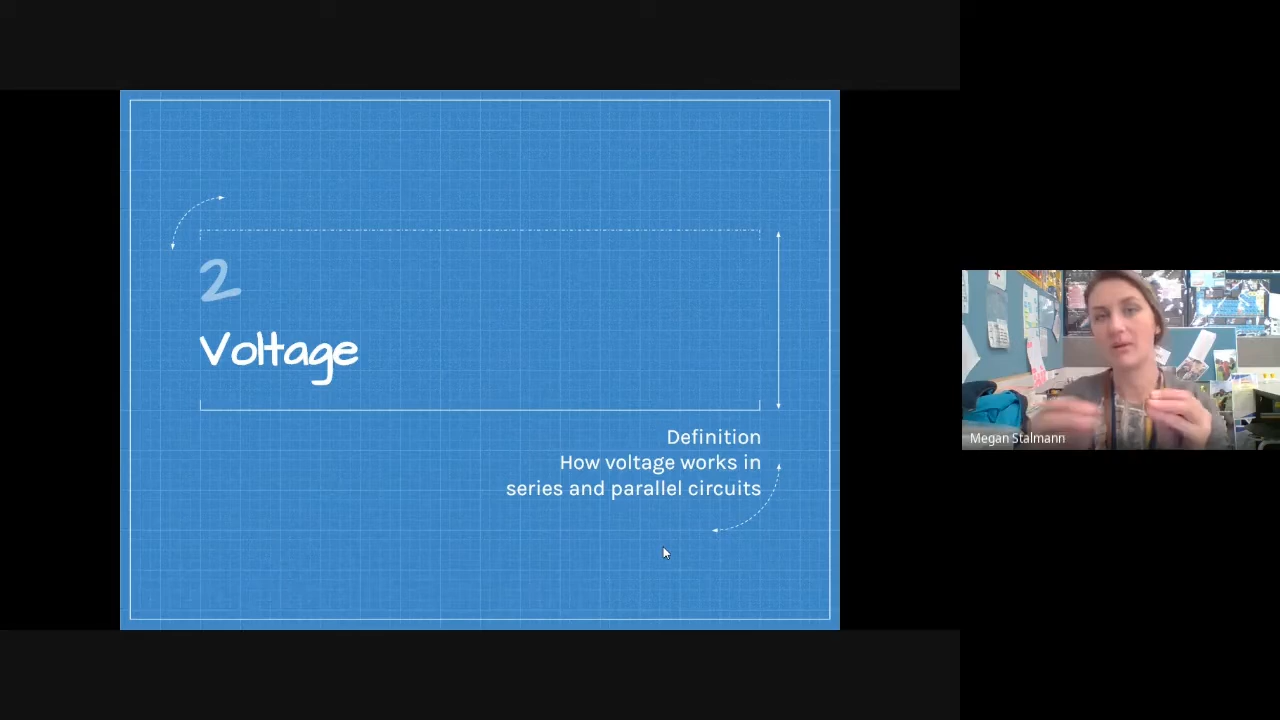 2
Voltage
Definition
How voltage works in
series and parallel circuits
Megan Stalmann